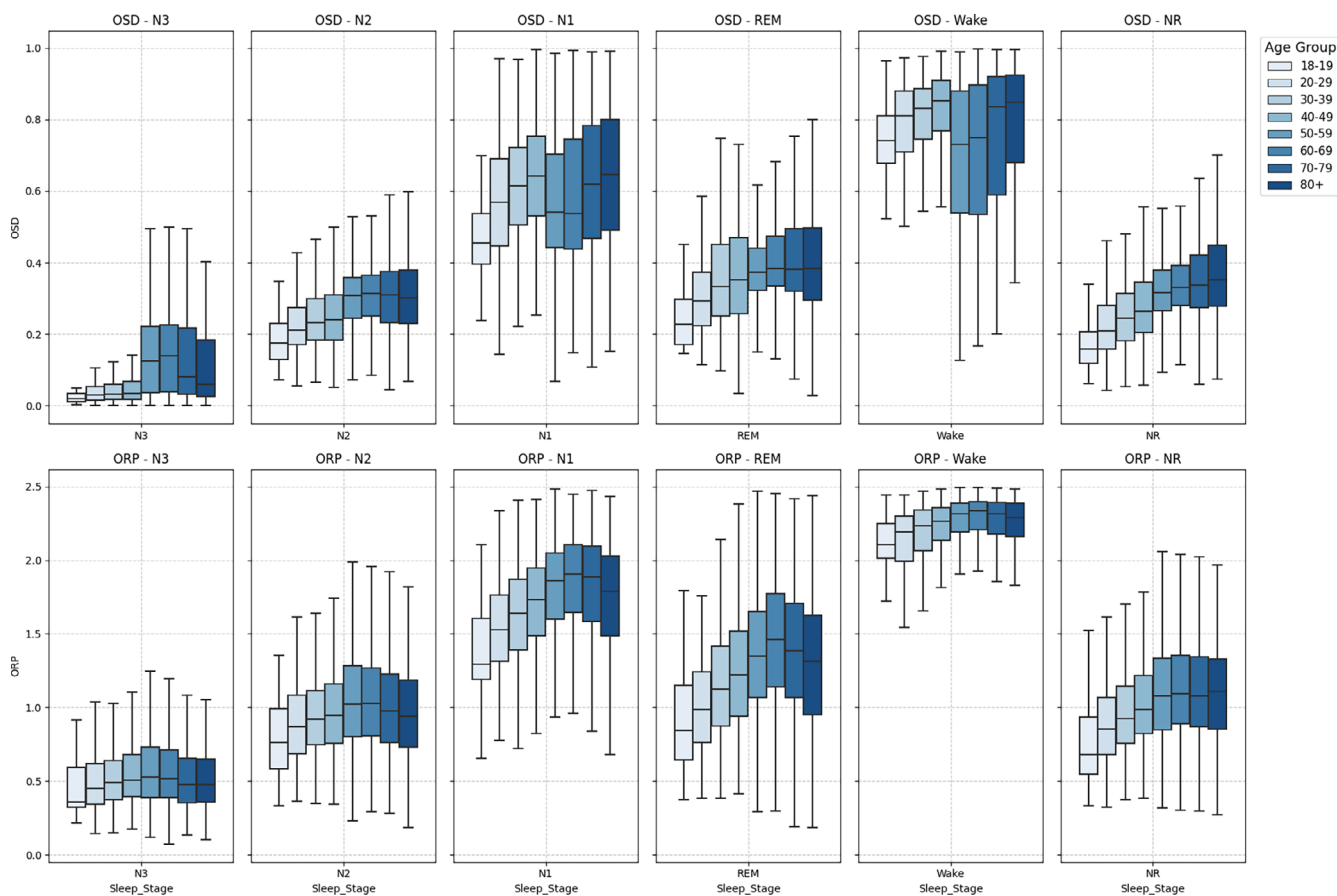 OSD - N3 OSD - N2 OSD - N1 OSD - REM OSD - Wake OSD - NR
Age Group
18-19
20-29
30-39
40-49
50-59
60-69
70-79
80+
OSD
1.0
0.8
0.6
0.4
0.2
0.0
N3 N2 N1 REM Wake NR
ORP - N3 ORP - N2 ORP - N1 ORP - REM ORP - Wake ORP - NR
ORP
2.5
2.0
1.5
1.0
0.5
0.0
N3 N2 N1 REM Wake NR
Sleep_Stage Sleep_Stage Sleep_Stage Sleep_Stage Sleep_Stage Sleep_Stage